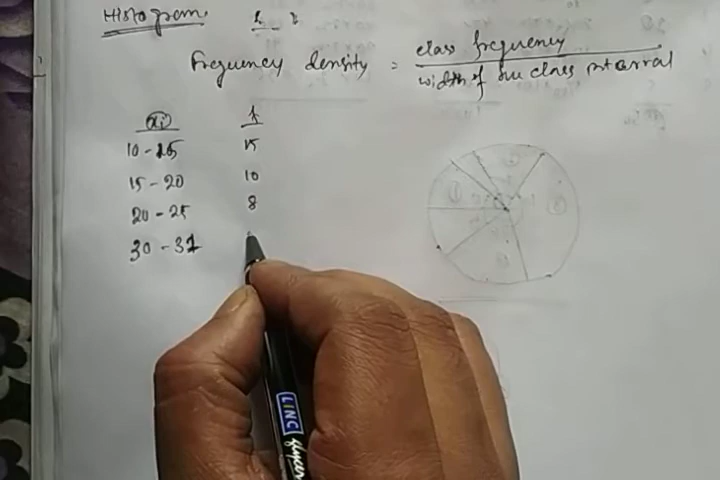 Histogram
Frequency density = class frequency
width of the class interval
xi f
10 - 15 15
15 - 20 10
20 - 25 8
30 - 31
LINC